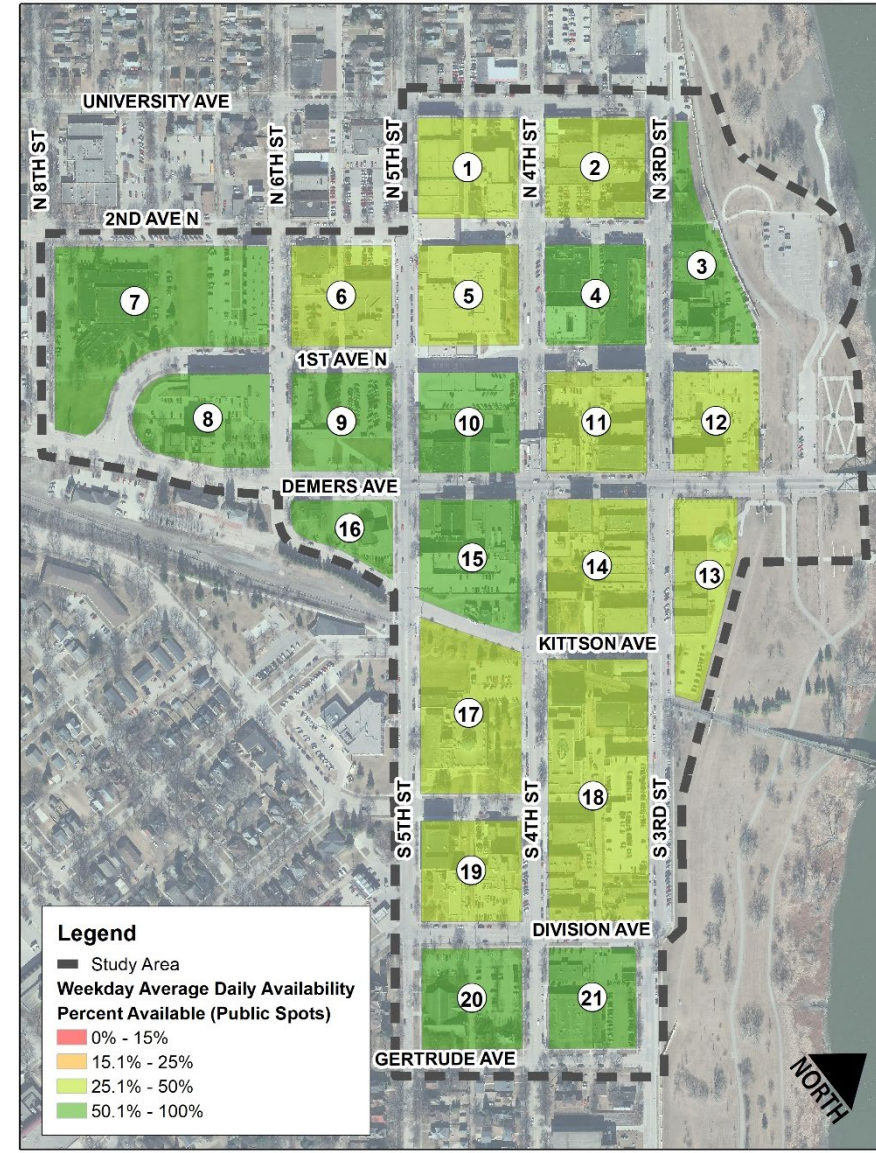 UNIVERSITY AVE
N 8TH ST
N 6TH ST
N 5TH ST
N 4TH ST
N 3RD ST
2ND AVE N
1
2
3
4
5
6
7
1ST AVE N
8
9
10
11
12
DEMERS AVE
16
15
14
13
KITTSON AVE
17
18
S 5TH ST
S 4TH ST
S 3RD ST
19
DIVISION AVE
20
21
GERTRUDE AVE
Legend
Study Area
Weekday Average Daily Availability
Percent Available (Public Spots)
0% - 15%
15.1% - 25%
25.1% - 50%
50.1% - 100%
NORTH